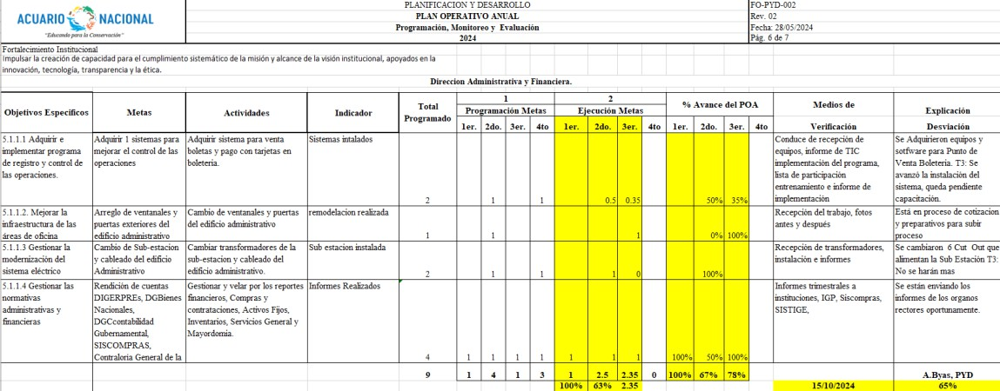 ACUARIO NACIONAL
"Educando para la Conservación"
PLANIFICACION Y DESARROLLO
PLAN OPERATIVO ANUAL
Programación, Monitoreo y Evaluación
2024
FO-PYD-002
Rev. 02
Fecha: 28/05/2024
Pág. 6 de 7
Fortalecimiento Institucional
Impulsar la creación de capacidad para el cumplimiento sistemático de la misión y alcance de la visión institucional, apoyados en la
innovación, tecnología, transparencia y la ética.
Direccion Administrativa y Financiera.
Objetivos Específicos Metas Actividades Indicador Total Programado 1 2 % Avance del POA Medios de Verificación Explicación Desviación
Programación Metas Ejecución Metas
1er. 2do. 3er. 4to 1er. 2do. 3er. 4to 1er. 2do. 3er. 4to
5.1.1.1 Adquirir e
implementar programa
de registro y control de
las operaciones.
Adquirir 1 sistemas para
mejorar el control de las
operaciones
Adquirir sistema para venta
boletas y pago con tarjetas en
boleteria.
Sistemas intalados
2 1 1 0.5 0.35 50% 35%
Conduce de recepción de
equipos, informe de TIC
implementación del programa,
lista de participación
entrenamiento e informe de
implementación
Se Adquirieron equipos y
sotfware para Punto de
Venta Boletería. T3: Se
avanzó la instalación del
sistema, queda pendiente
capacitación.
5.1.1.2. Mejorar la
infraestructura de las
áreas de oficina
Arreglo de ventanales y
puertas exteriores del
edificio administrativo
Cambio de ventanales y puertas
del edificio administrativo
remodelacion realizada
1 1 1 0% 100%
Recepción del trabajo, fotos
antes y después
Está en proceso de cotizacion
y preparativos para subir
proceso
5.1.1.3 Gestionar la
modernización del
sistema eléctrico
Cambio de Sub-estacion
y cableado del edificio
Administrativo
Cambiar transformadores de la
sub-estacion y cableado del
edificio administrativo.
Sub estacion instalada
2 1 1 1 0 100%
Recepción de transformadores,
instalación e informes
Se cambiaron 6 Cut Out que
alimentan la Sub Estación T3:
No se harán mas
5.1.1.4 Gestionar las
normativas
administrativas y
financieras
Rendición de cuentas
DIGERPREs, DGBienes
Nacionales,
DGCcontabilidad
Gubernamental,
SISCOMPRAS,
Contraloria General de la
Gestionar y velar por los reportes
financieros, Compras y
contrataciones, Activos Fijos,
Inventarios, Servicios General y
Mayordomia.
Informes Realizados
4 1 1 1 1 1 1 1 100% 50% 100%
Informes trimestrales a
instituciones, IGP, Siscompras,
SISTIGE,
Se están enviando los
informes de los organos
rectores oportunamente.
9 1 4 1 3 1 2.5 2.35 0 100% 67% 78% A.Byas, PYD
100% 63% 2.35 15/10/2024 65%